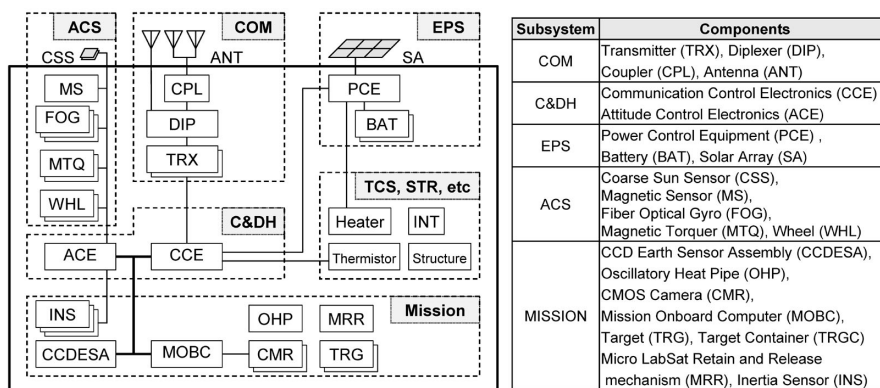 ACS
COM
EPS
CSS
ANT
SA
MS
CPL
PCE
FOG
DIP
BAT
MTQ
TRX
WHL
TCS, STR, etc
Heater
INT
C&DH
ACE
CCE
Thermistor
Structure
INS
Mission
OHP
MRR
CCDESA
MOBC
CMR
TRG
Subsystem Components
COM
Transmitter (TRX), Diplexer (DIP),
Coupler (CPL), Antenna (ANT)
C&DH
Communication Control Electronics (CCE)
Attitude Control Electronics (ACE)
EPS
Power Control Equipment (PCE) ,
Battery (BAT), Solar Array (SA)
ACS
Coarse Sun Sensor (CSS),
Magnetic Sensor (MS),
Fiber Optical Gyro (FOG),
Magnetic Torquer (MTQ), Wheel (WHL)
MISSION
CCD Earth Sensor Assembly (CCDESA),
Oscillatory Heat Pipe (OHP),
CMOS Camera (CMR),
Mission Onboard Computer (MOBC),
Target (TRG), Target Container (TRGC)
Micro LabSat Retain and Release
mechanism (MRR), Inertia Sensor (INS)